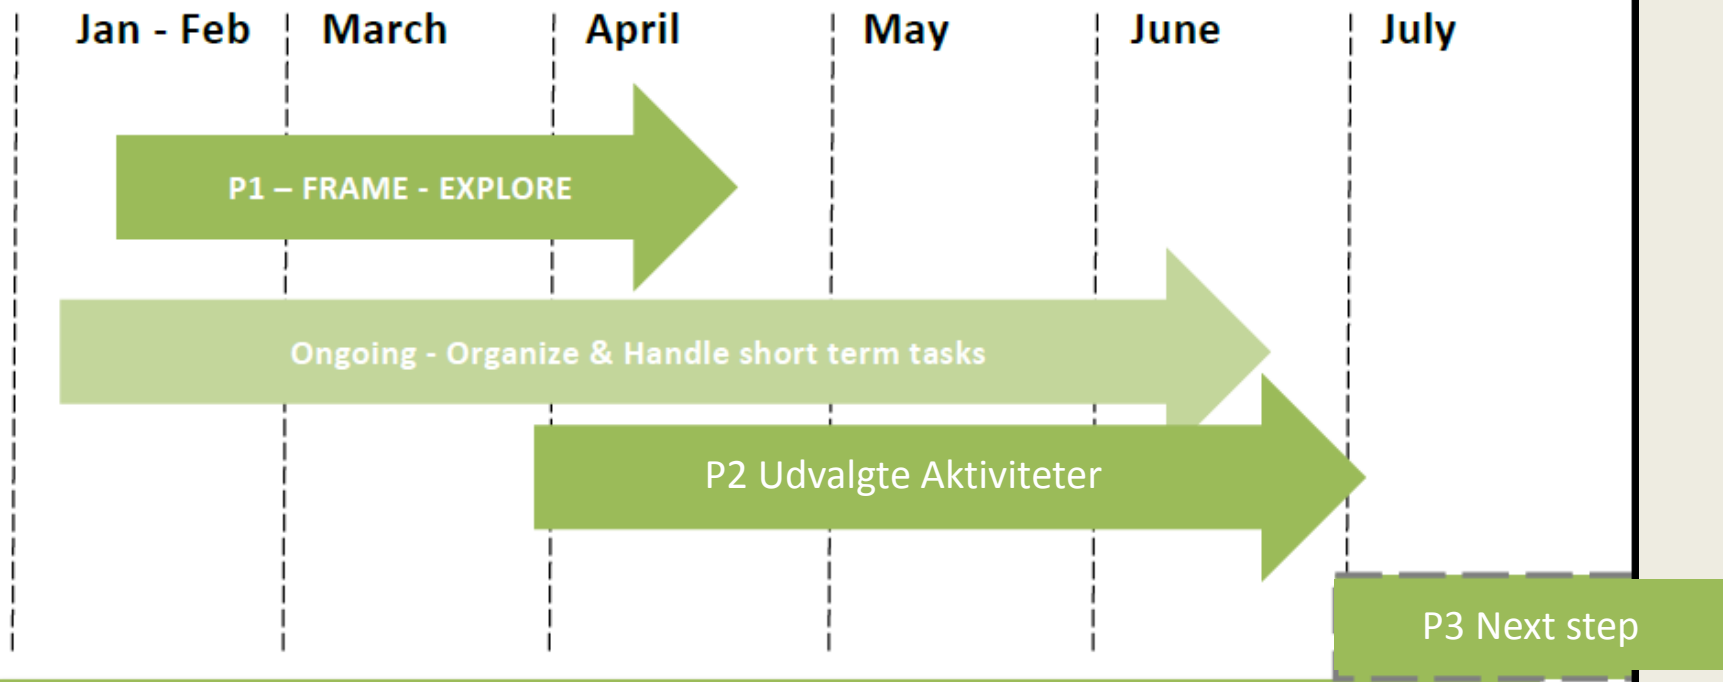 Jan - Feb
March
April
May
June
July
P1 – FRAME - EXPLORE
Ongoing - Organize & Handle short term tasks
P2 Udvalgte Aktiviteter
P3 Next step